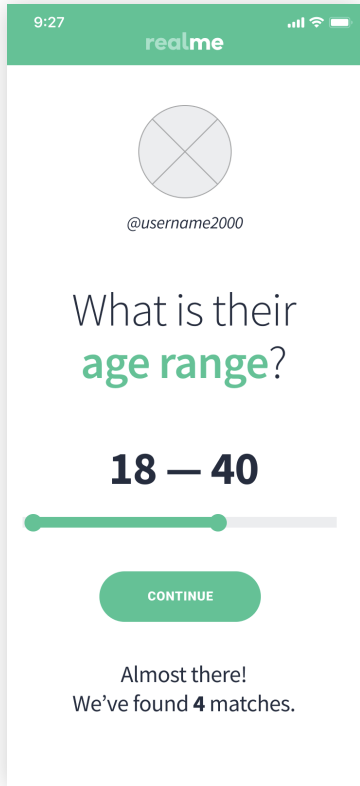 9:27
realme
@username2000
What is their
age range?
18 — 40
CONTINUE
Almost there!
We’ve found 4 matches.